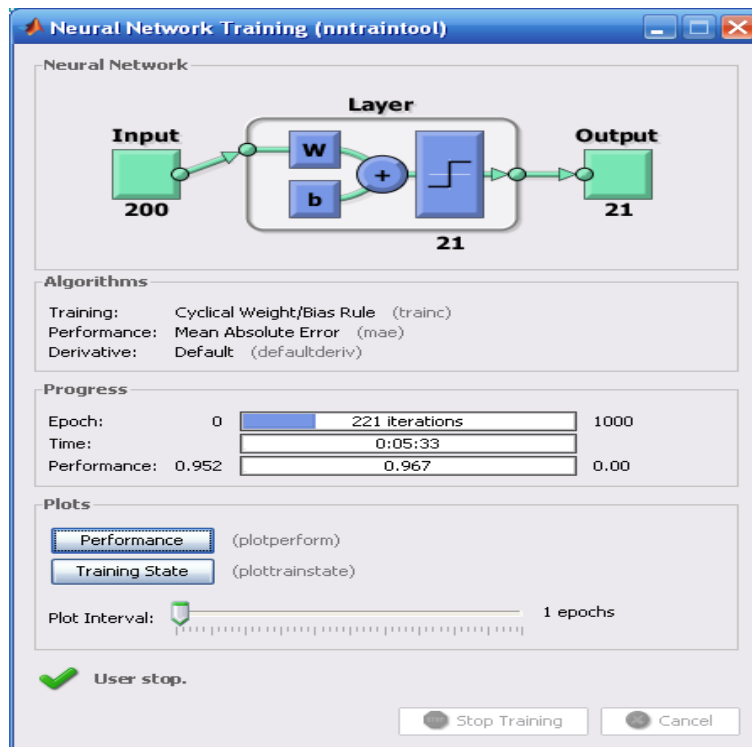 Neural Network Training (nntraintool)
Neural Network
Layer
Input
Output
W
b
+
200
21
21
Algorithms
Training: Cyclical Weight/Bias Rule (trainc)
Performance: Mean Absolute Error (mae)
Derivative: Default (defaultderiv)
Progress
Epoch: 0 221 iterations 1000
Time: 0:05:33
Performance: 0.952 0.967 0.00
Plots
Performance (plotperform)
Training State (plottrainstate)
Plot Interval: 1 epochs
User stop.
Stop Training Cancel